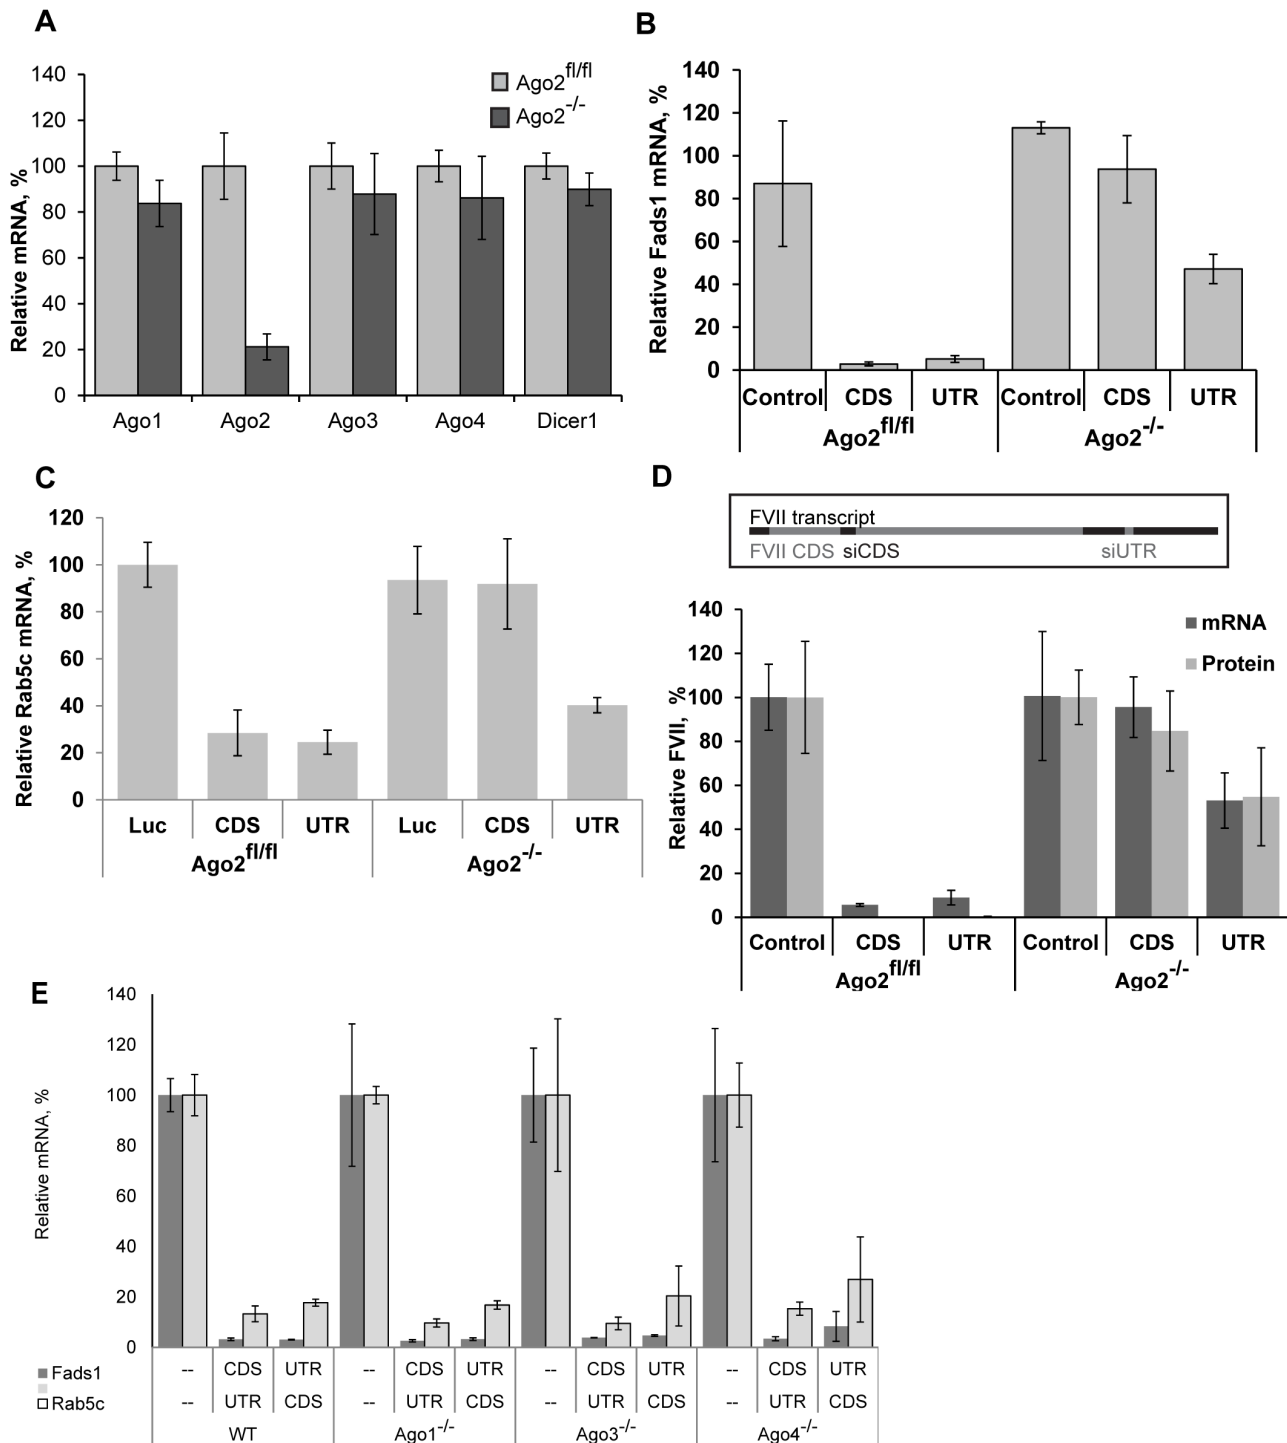 A
Relative mRNA, %
140
120
100
80
60
40
20
0
Ago2fl/fl
Ago2-/-
Ago1 Ago2 Ago3 Ago4 Dicer1
B
Relative Fads1 mRNA, %
140
120
100
80
60
40
20
0
Control CDS UTR Control CDS UTR
Ago2fl/fl Ago2-/-
C
Relative Rab5c mRNA, %
120
100
80
60
40
20
0
Luc CDS UTR Luc CDS UTR
Ago2fl/fl Ago2-/-
D
FVII transcript
FVII CDS siCDS siUTR
Relative FVII, %
140
120
100
80
60
40
20
0
mRNA
Protein
Control CDS UTR Control CDS UTR
Ago2fl/fl Ago2-/-
E
Relative mRNA, %
140
120
100
80
60
40
20
0
Fads1 -- CDS UTR -- CDS UTR -- CDS UTR -- CDS UTR
Rab5c -- UTR CDS -- UTR CDS -- UTR CDS -- UTR CDS
WT Ago1-/- Ago3-/- Ago4-/-